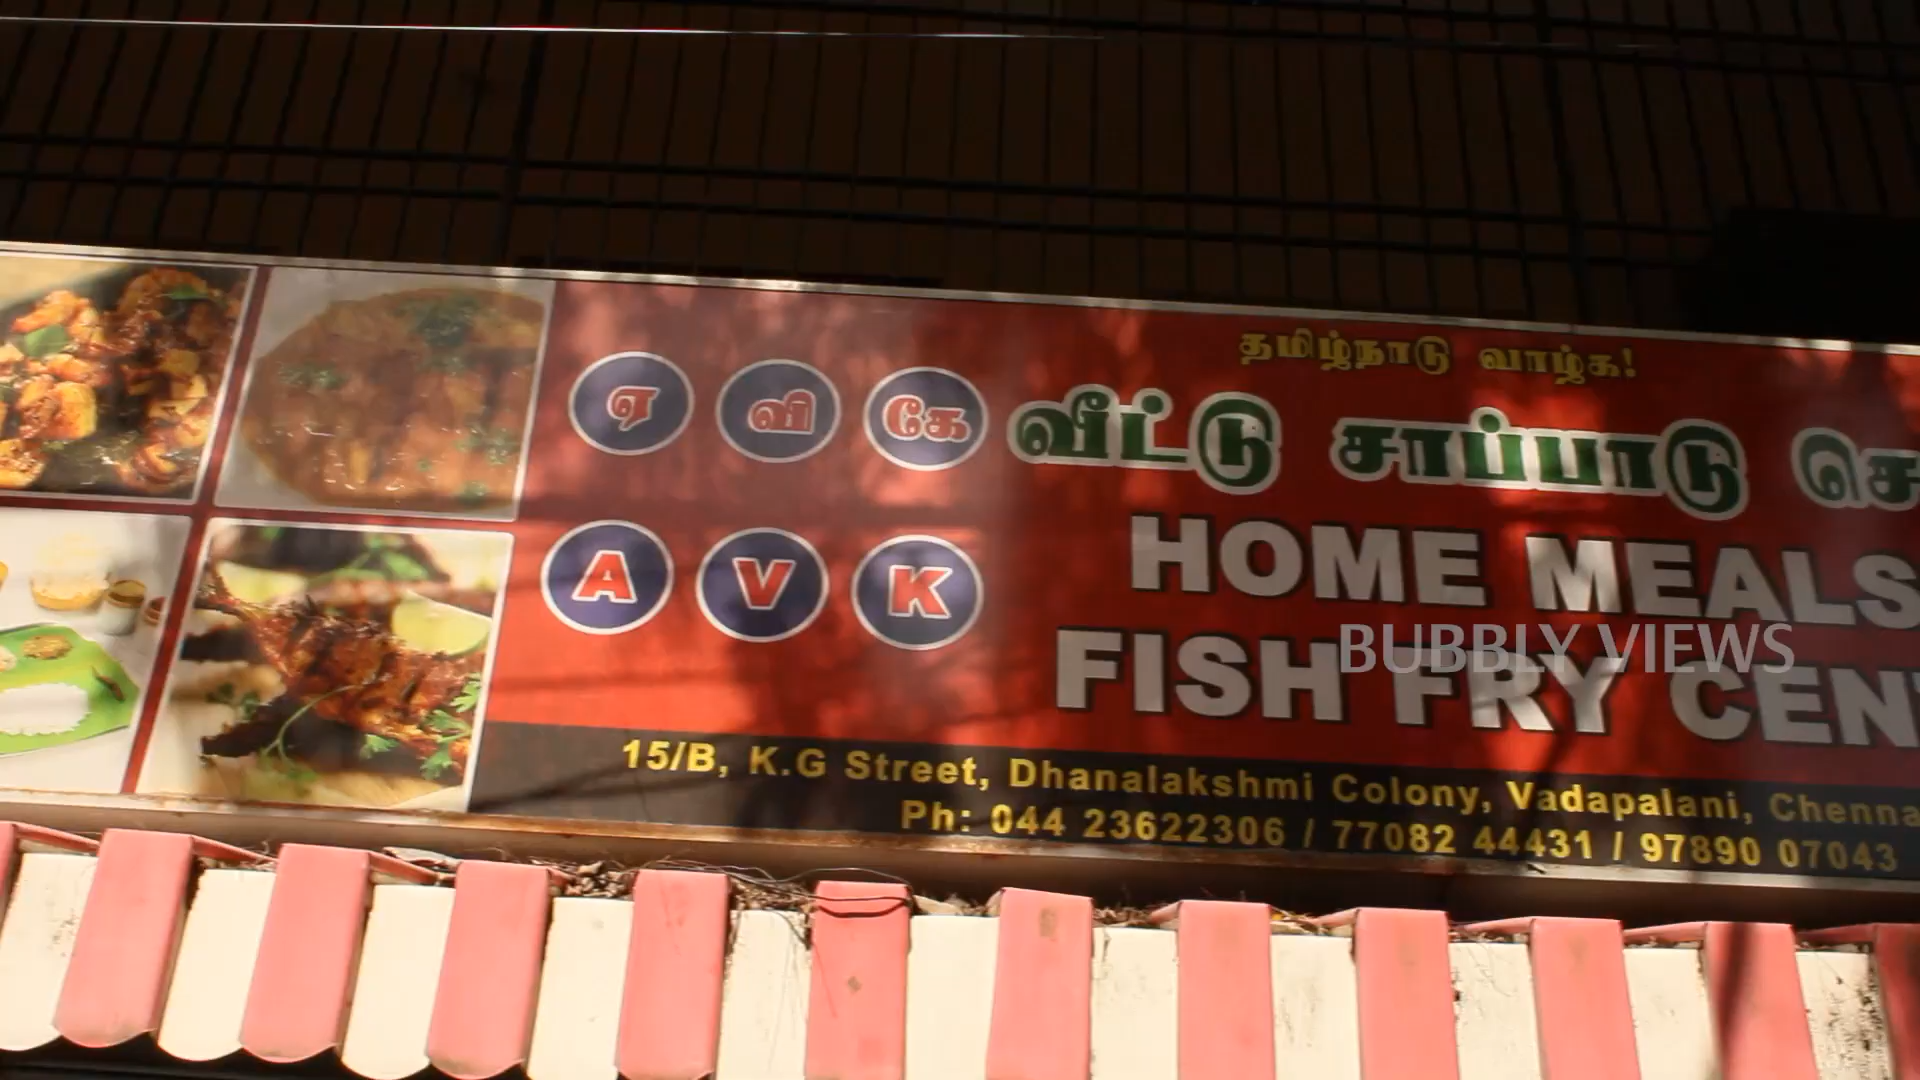 தமிழ்நாடு வாழ்க!
ஏ வி கே வீட்டு சாப்பாடு
A V K HOME MEALS
FISH FRY
15/B, K.G Street, Dhanalakshmi Colony, Vadapalani, Chenna
Ph: 044 23622306 / 77082 44431 / 97890 07043
BUBBLY VIEWS